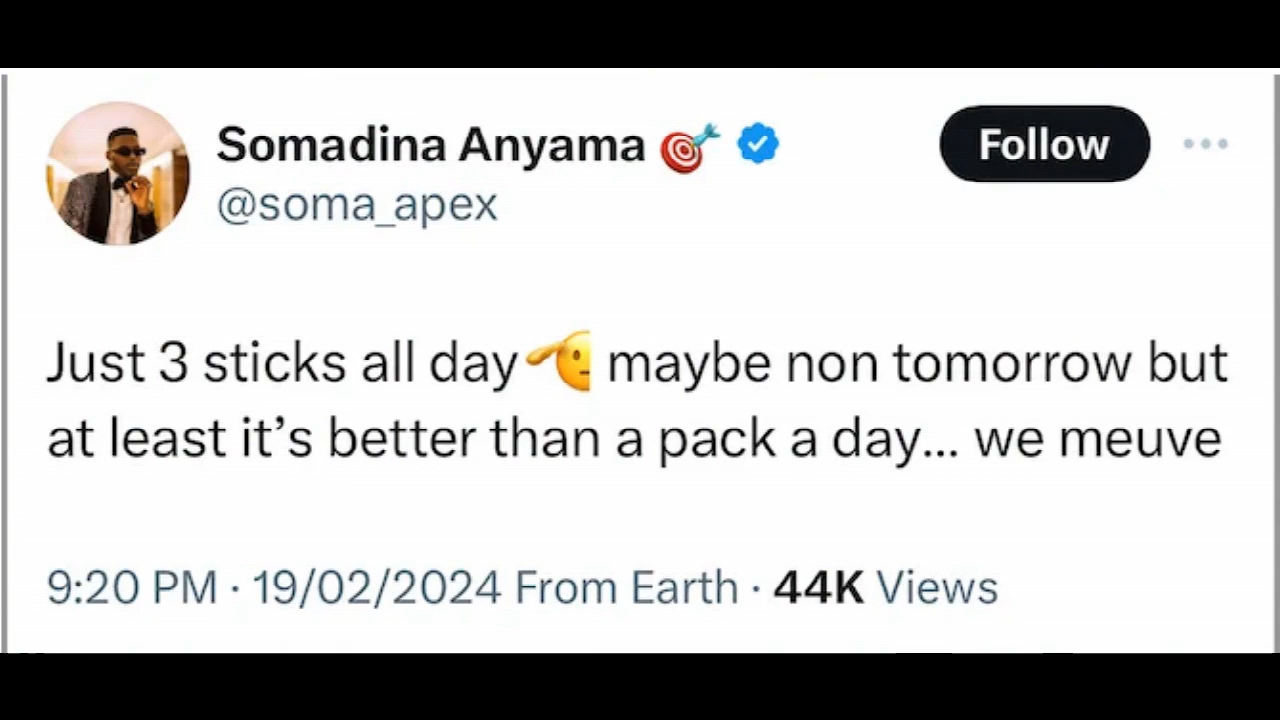 Somadina Anyama 🎯
Follow
@soma_apex
Just 3 sticks all day 🫡 maybe non tomorrow but
at least it’s better than a pack a day... we meuve
9:20 PM · 19/02/2024 From Earth · 44K Views